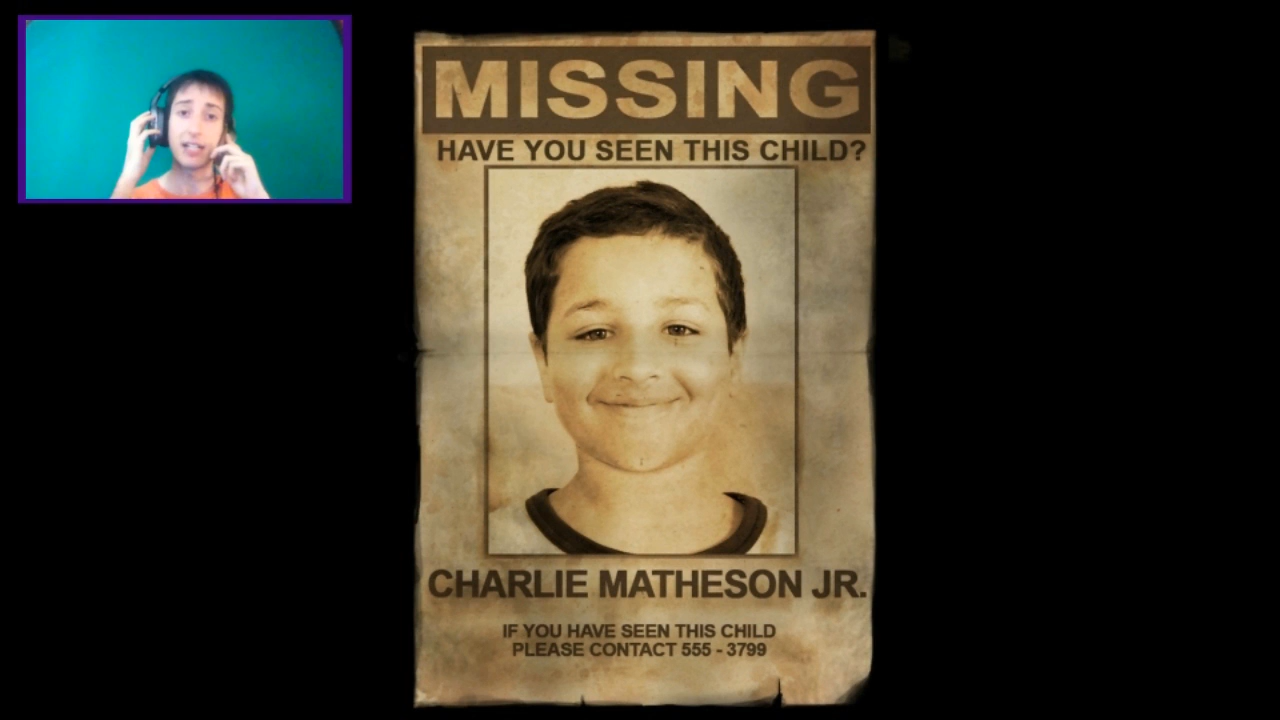 MISSING
HAVE YOU SEEN THIS CHILD?
CHARLIE MATHESON JR.
IF YOU HAVE SEEN THIS CHILD
PLEASE CONTACT 555 - 3799